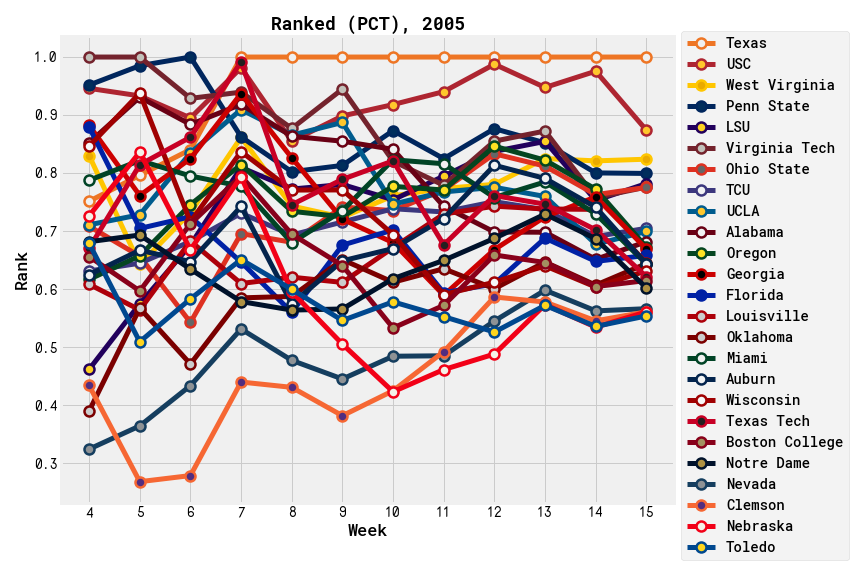 Ranked (PCT), 2005
1.0
0.9
0.8
0.7
0.6
0.5
0.4
0.3
Rank
4 5 6 7 8 9 10 11 12 13 14 15
Week
Texas
USC
West Virginia
Penn State
LSU
Virginia Tech
Ohio State
TCU
UCLA
Alabama
Oregon
Georgia
Florida
Louisville
Oklahoma
Miami
Auburn
Wisconsin
Texas Tech
Boston College
Notre Dame
Nevada
Clemson
Nebraska
Toledo